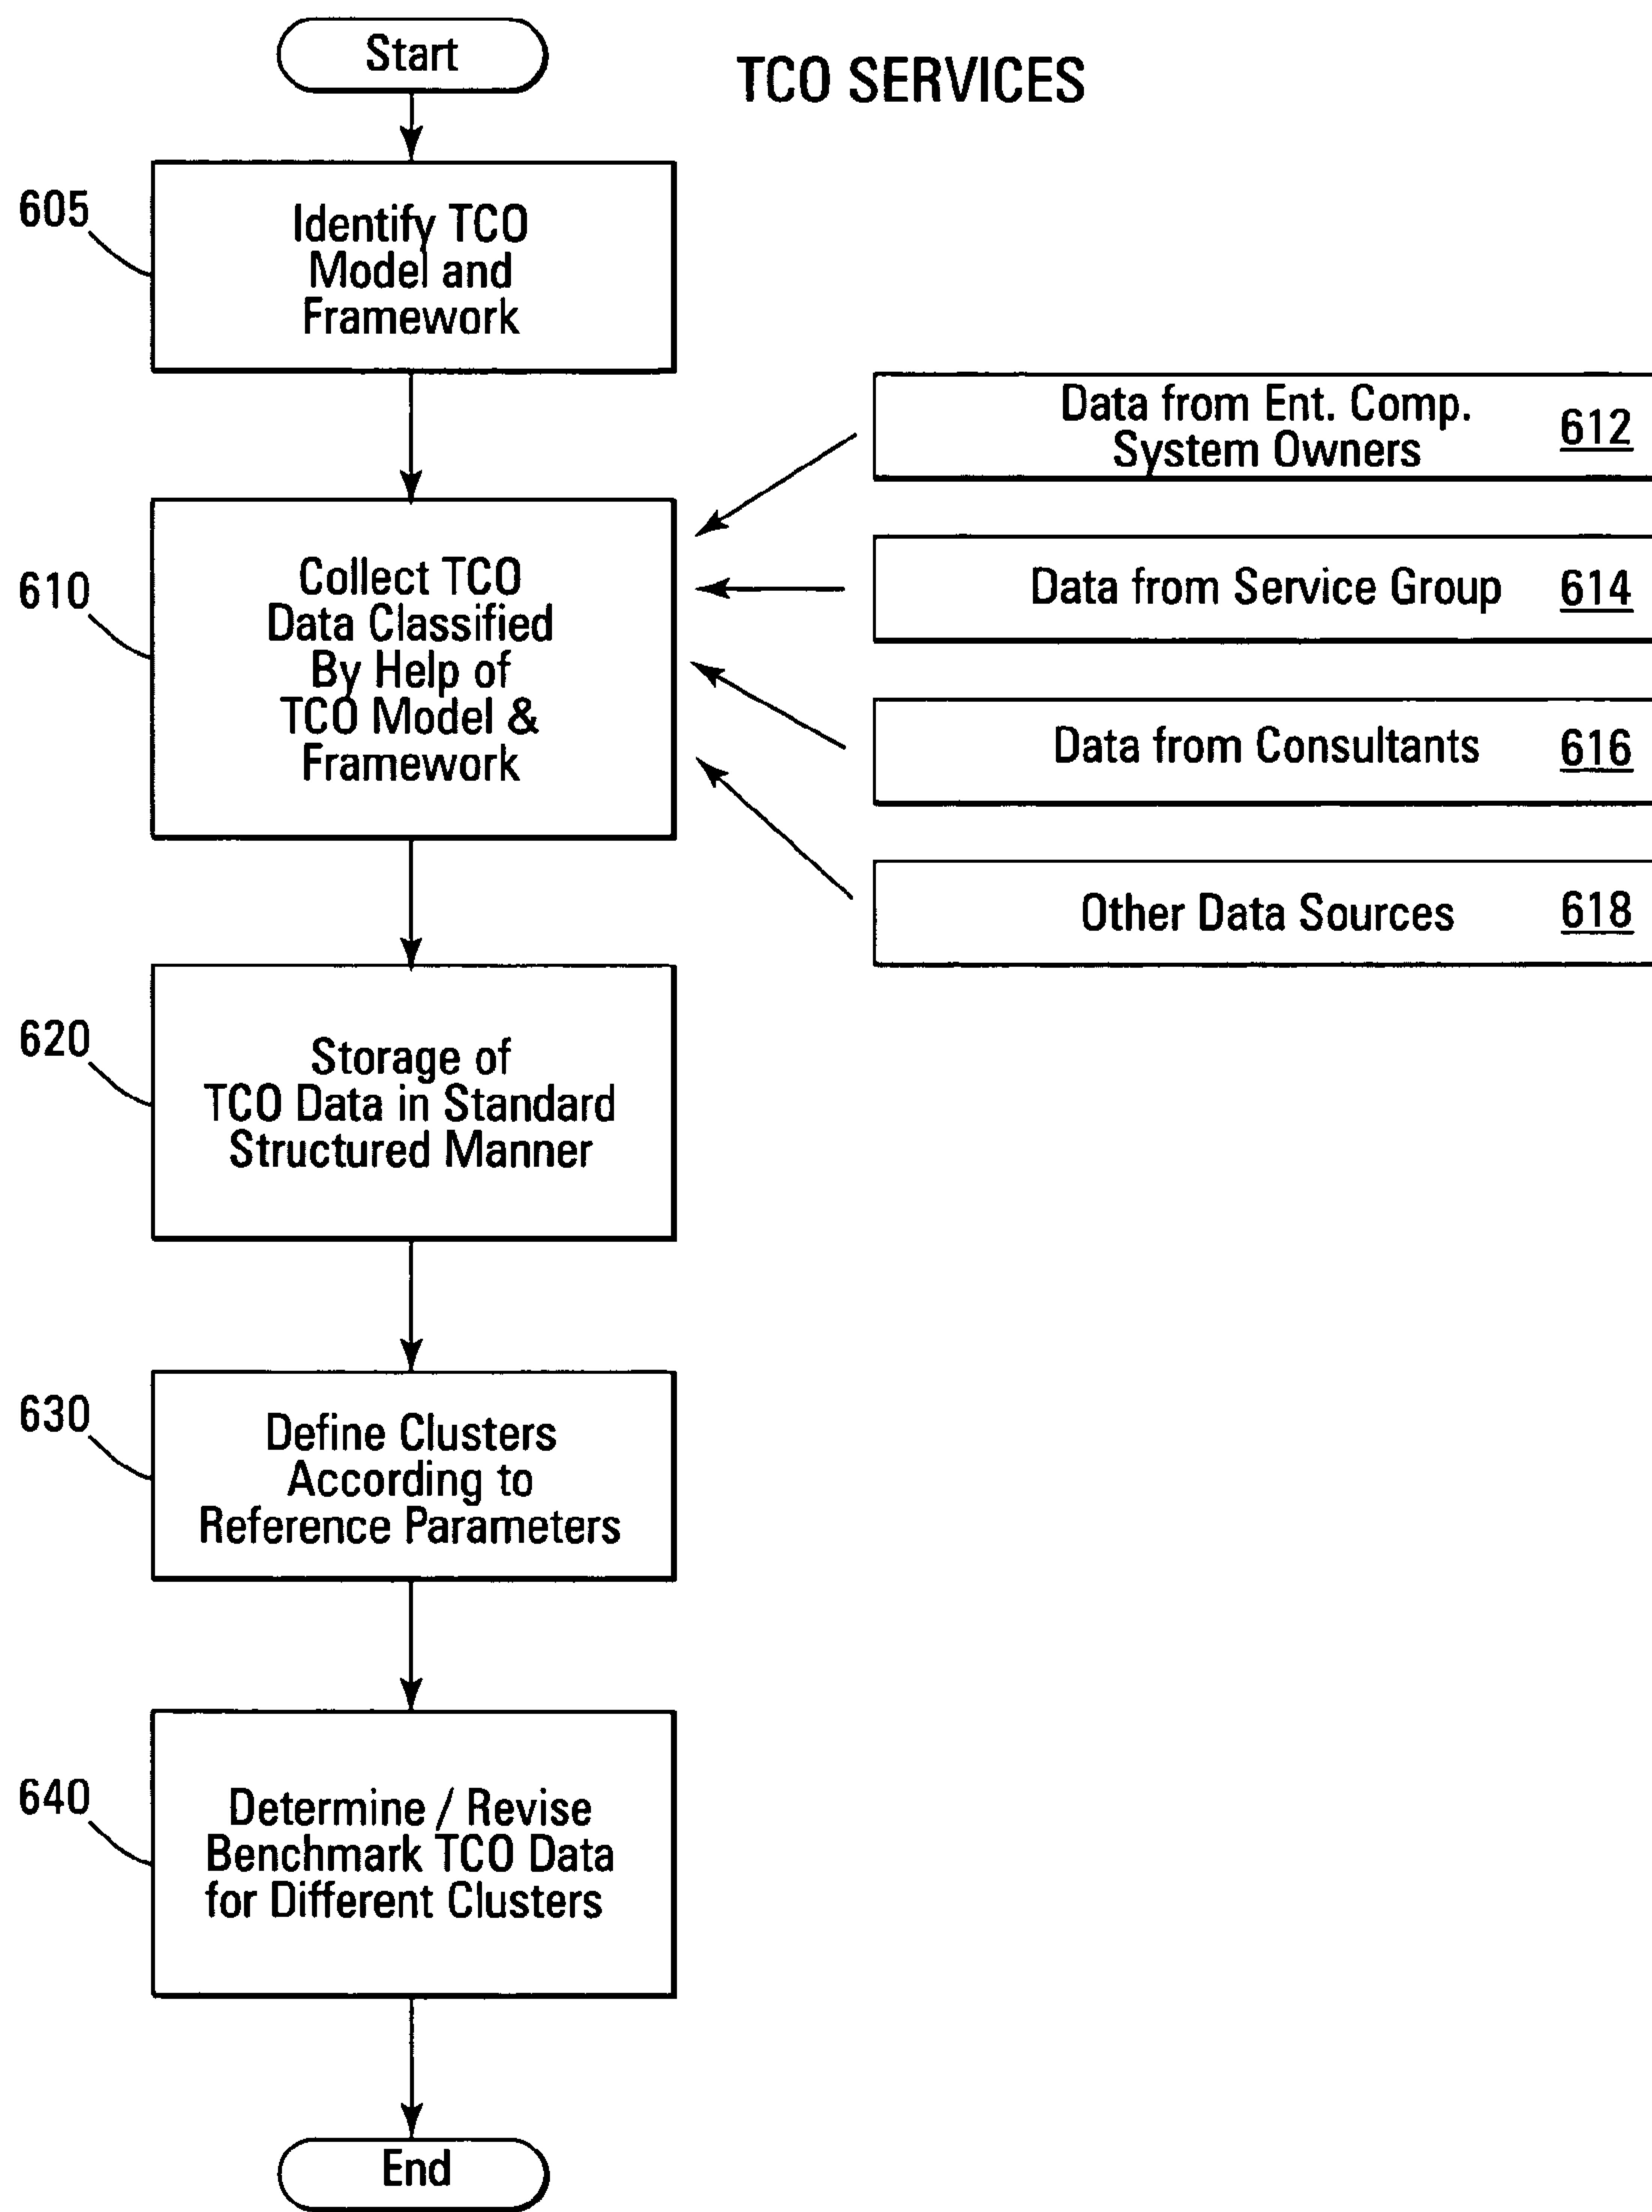 Start
TCO SERVICES
605
Identify TCO
Model and
Framework
610
Collect TCO
Data Classified
By Help of
TCO Model &
Framework
Data from Ent. Comp.
System Owners
612
Data from Service Group 614
Data from Consultants 616
Other Data Sources 618
620
Storage of
TCO Data in Standard
Structured Manner
630
Define Clusters
According to
Reference Parameters
640
Determine / Revise
Benchmark TCO Data
for Different Clusters
End